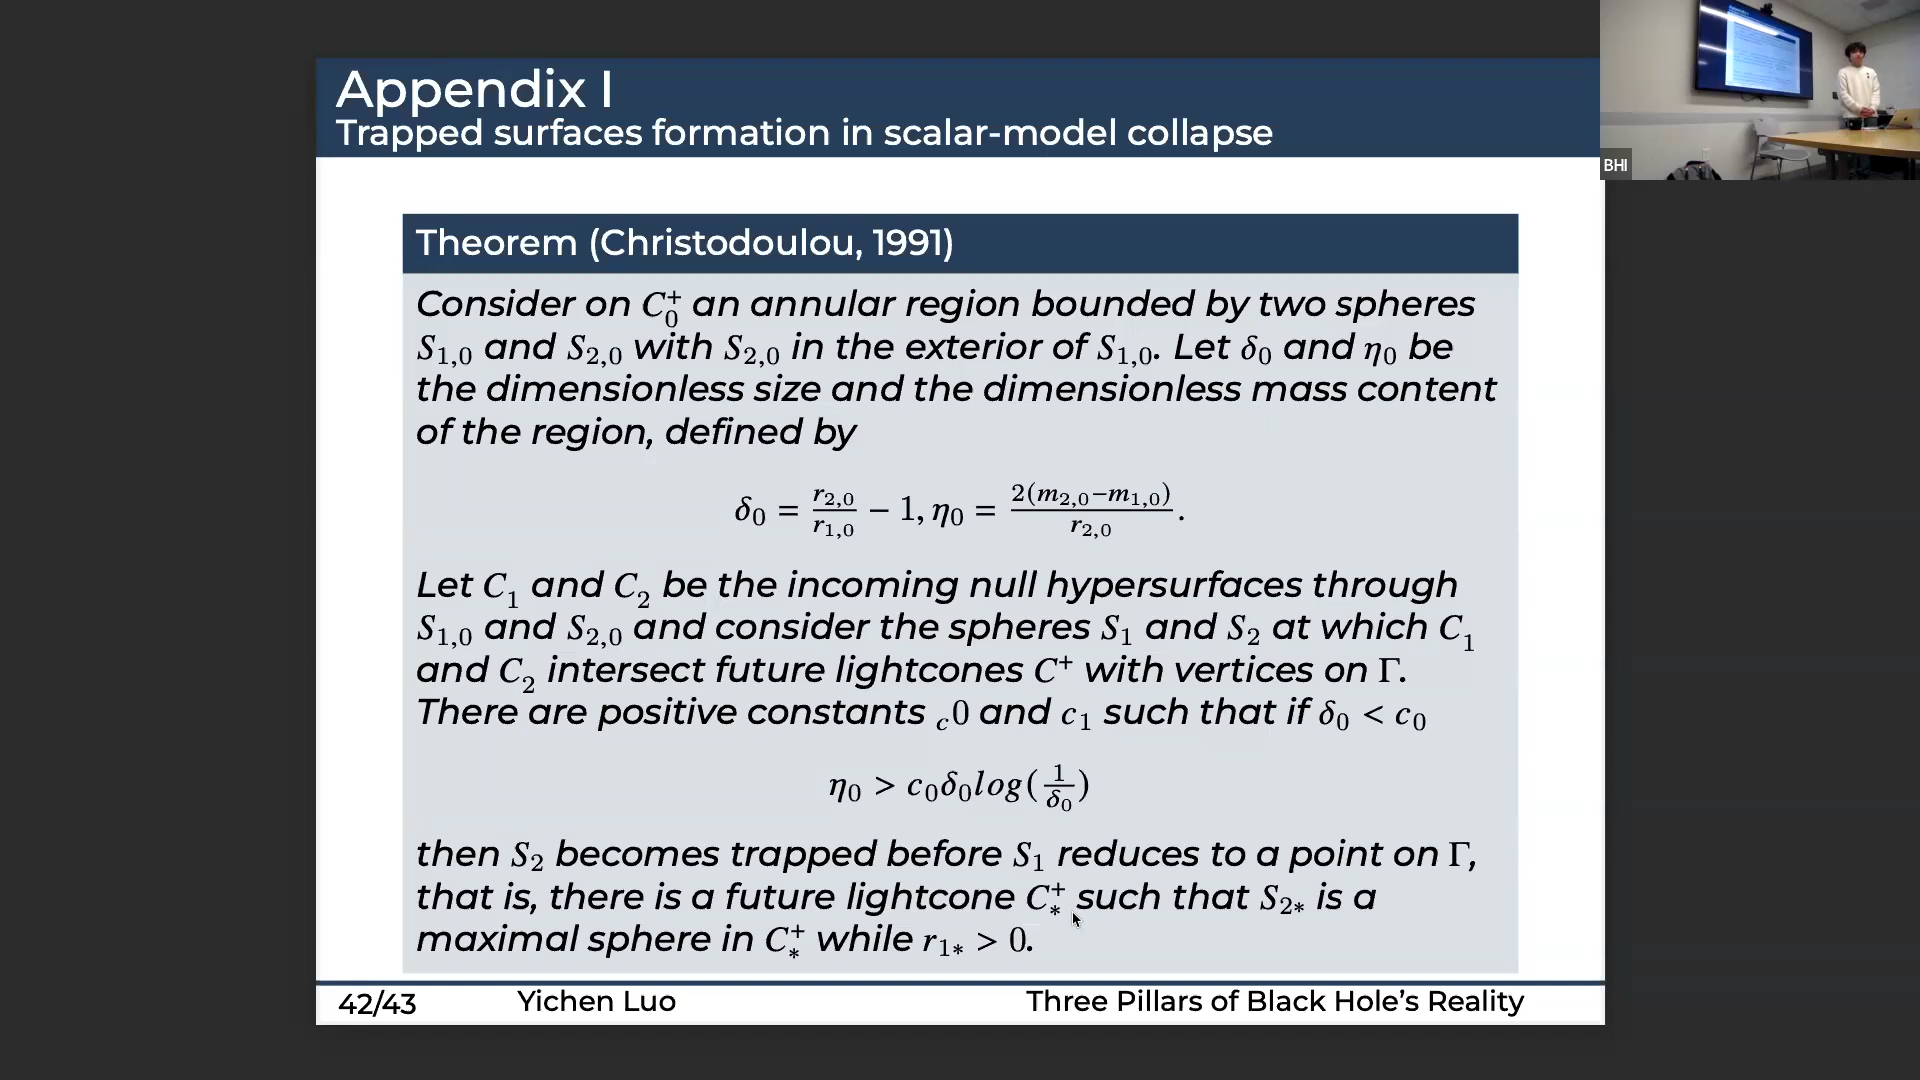 Appendix I
Trapped surfaces formation in scalar-model collapse
BHI
Theorem (Christodoulou, 1991)
Consider on C₀⁺ an annular region bounded by two spheres
S₁,₀ and S₂,₀ with S₂,₀ in the exterior of S₁,₀. Let δ₀ and η₀ be
the dimensionless size and the dimensionless mass content
of the region, defined by
δ₀ = r₂,₀/r₁,₀ − 1, η₀ = 2(m₂,₀−m₁,₀)/r₂,₀.
Let C₁ and C₂ be the incoming null hypersurfaces through
S₁,₀ and S₂,₀ and consider the spheres S₁ and S₂ at which C₁
and C₂ intersect future lightcones C⁺ with vertices on Γ.
There are positive constants c0 and c₁ such that if δ₀ < c₀
η₀ > c₀δ₀log(1/δ₀)
then S₂ becomes trapped before S₁ reduces to a point on Γ,
that is, there is a future lightcone C⁺* such that S₂* is a
maximal sphere in C⁺* while r₁* > 0.
42/43 Yichen Luo Three Pillars of Black Hole’s Reality